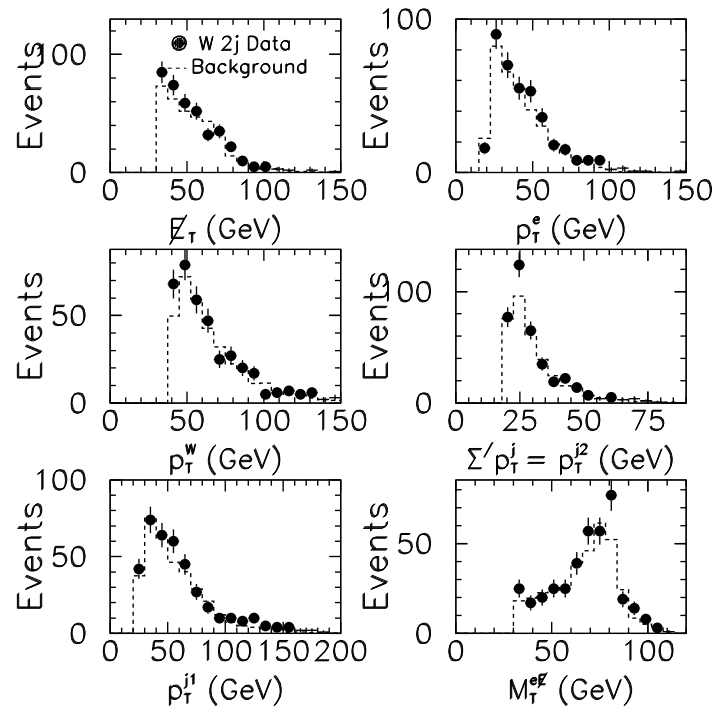 100
Events
0
W 2j Data
Background
0 50 100 150
E̸_T (GeV)
100
Events
0
0 50 100 150
p_T^e (GeV)
50
Events
0
0 50 100 150
p_T^W (GeV)
100
Events
0
0 25 50 75
Σ′p_T^j = p_T^{j2} (GeV)
100
50
Events
0
0 50 100 150 200
p_T^{j1} (GeV)
50
Events
0
0 50 100
M_T^{eE̸} (GeV)